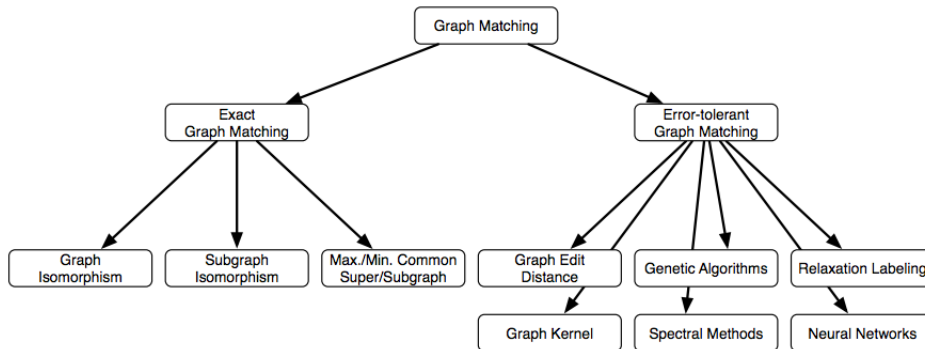 Graph Matching
Exact
Graph Matching
Error-tolerant
Graph Matching
Graph
Isomorphism
Subgraph
Isomorphism
Max./Min. Common
Super/Subgraph
Graph Edit
Distance
Genetic Algorithms
Relaxation Labeling
Graph Kernel
Spectral Methods
Neural Networks